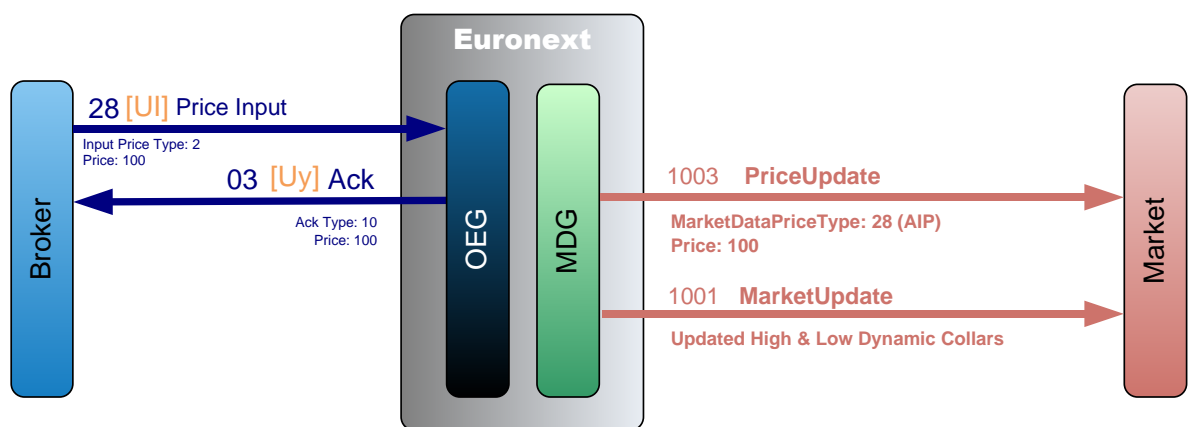 Euronext
Broker
28 [UI] Price Input
Input Price Type: 2
Price: 100
03 [Uy] Ack
Ack Type: 10
Price: 100
OEG
MDG
1003 PriceUpdate
MarketDataPriceType: 28 (AIP)
Price: 100
1001 MarketUpdate
Updated High & Low Dynamic Collars
Market